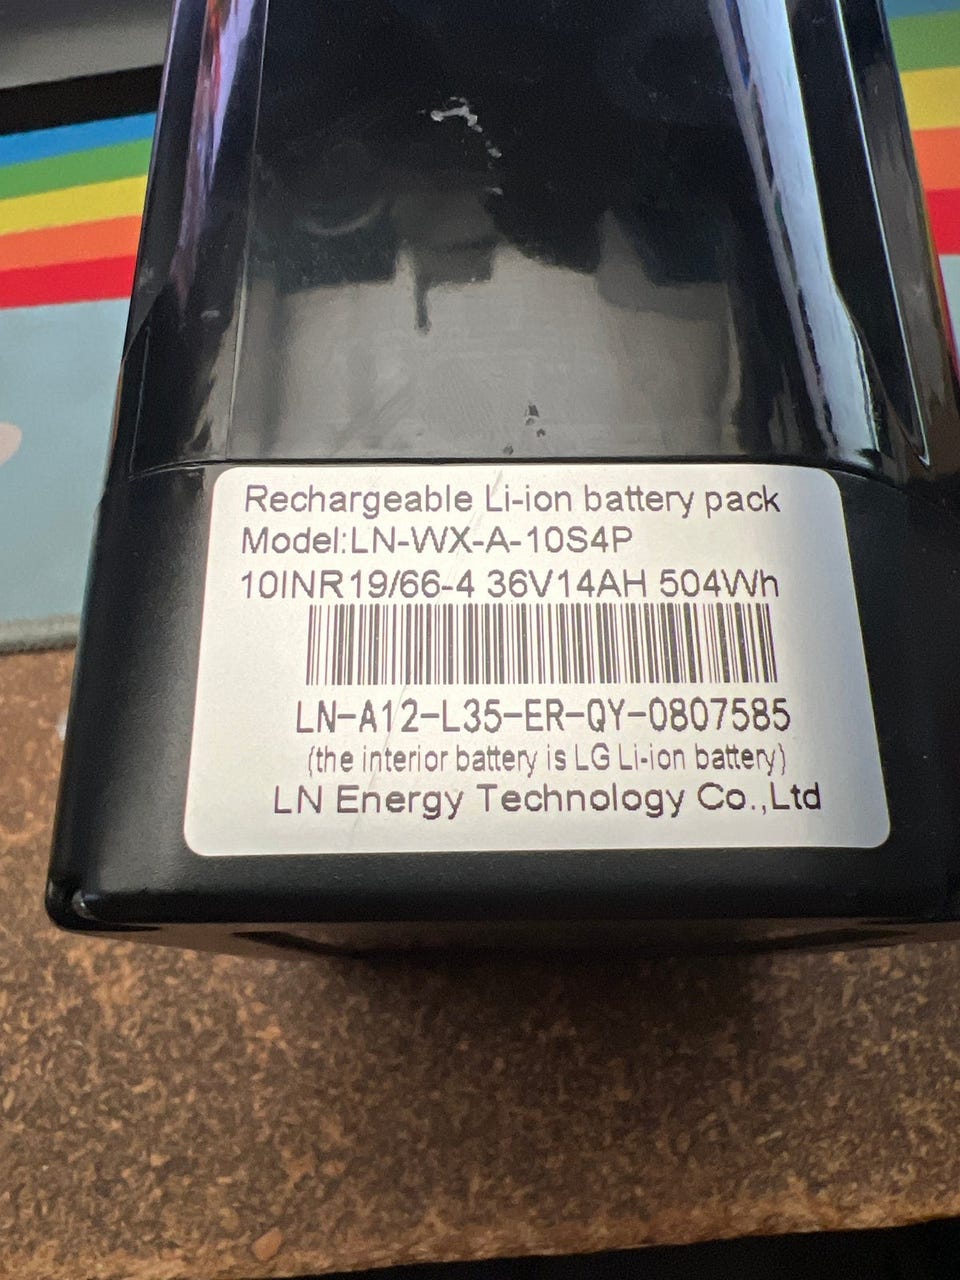 Rechargeable Li-ion battery pack
Model:LN-WX-A-10S4P
10INR19/66-4 36V14AH 504Wh
LN-A12-L35-ER-QY-0807585
(the interior battery is LG Li-ion battery)
LN Energy Technology Co.,Ltd